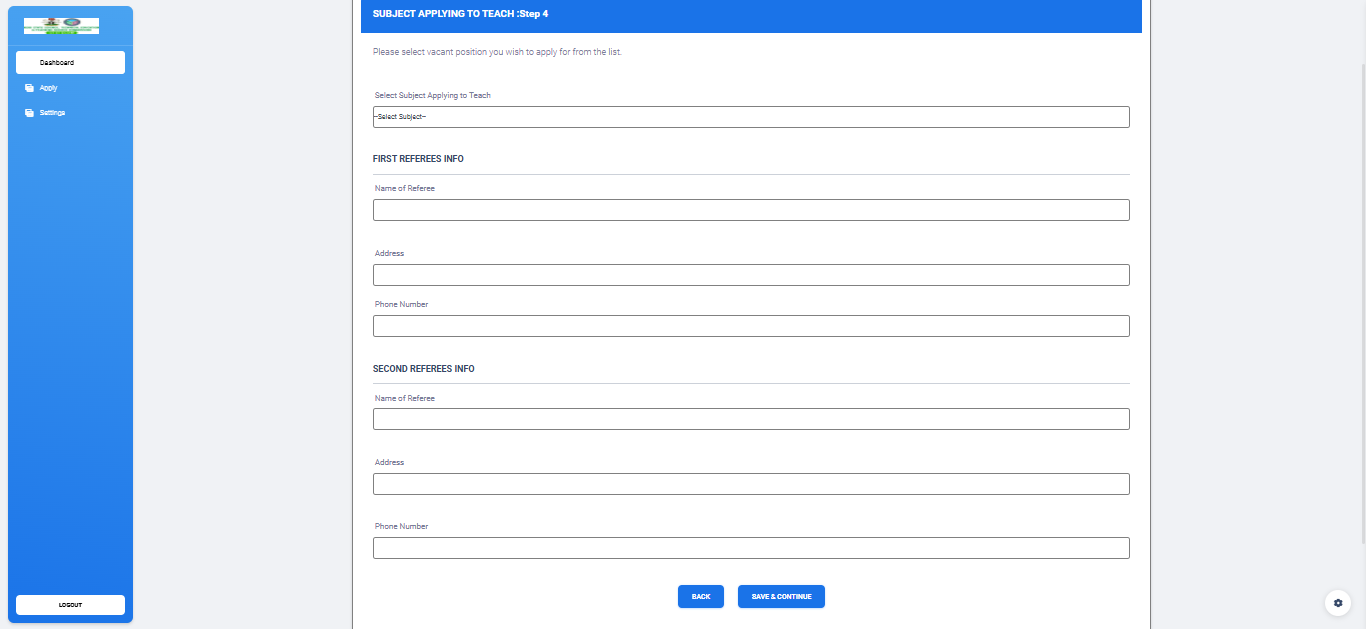 SUBJECT APPLYING TO TEACH :Step 4
Please select vacant position you wish to apply for from the list.
Dashboard
Apply
Settings
Select Subject Applying to Teach
--Select Subject--
FIRST REFEREES INFO
Name of Referee
Address
Phone Number
SECOND REFEREES INFO
Name of Referee
Address
Phone Number
BACK
SAVE & CONTINUE
LOGOUT